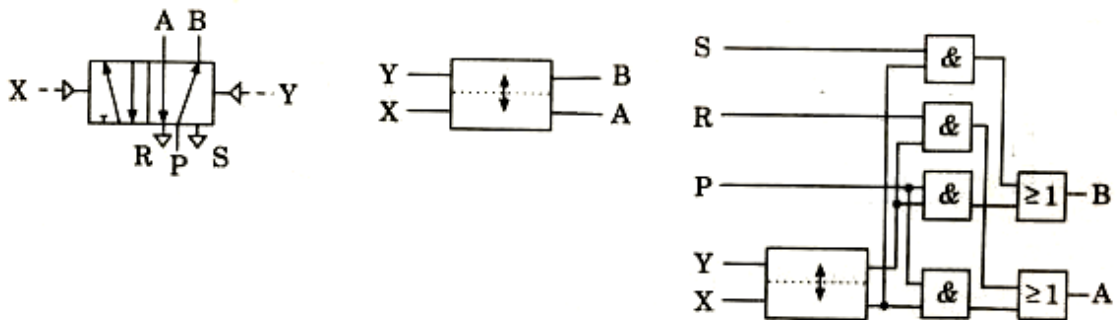 A B
X Y
R P S
Y B
X A
S &
R &
P & ≥1 B
Y
X & ≥1 A